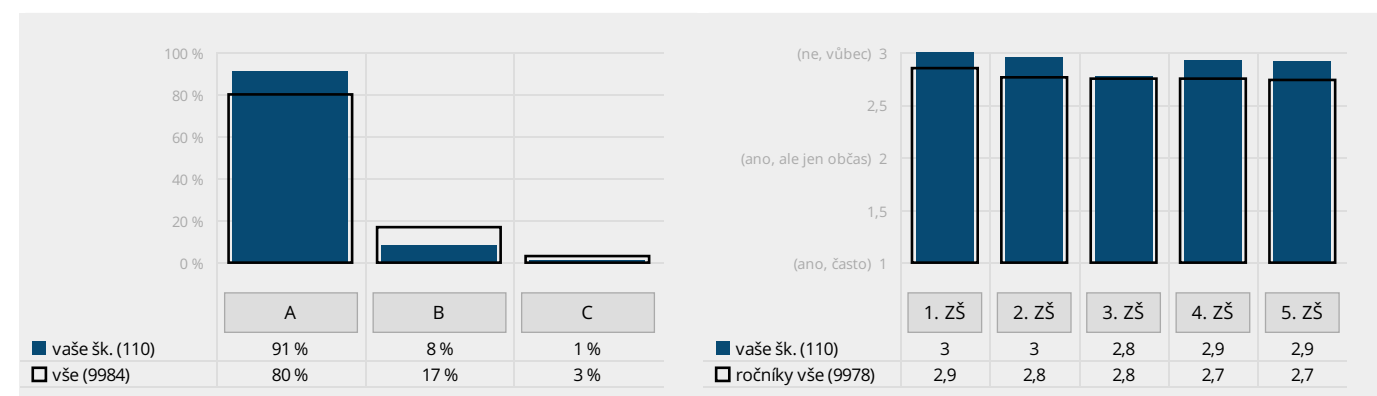 100 %
80 %
60 %
40 %
20 %
0 %
A B C
vaše šk. (110) 91 % 8 % 1 %
vše (9984) 80 % 17 % 3 %
(ne, vůbec) 3
2,5
(ano, ale jen občas) 2
1,5
(ano, často) 1
1. ZŠ 2. ZŠ 3. ZŠ 4. ZŠ 5. ZŠ
vaše šk. (110) 3 3 2,8 2,9 2,9
ročníky vše (9978) 2,9 2,8 2,8 2,7 2,7